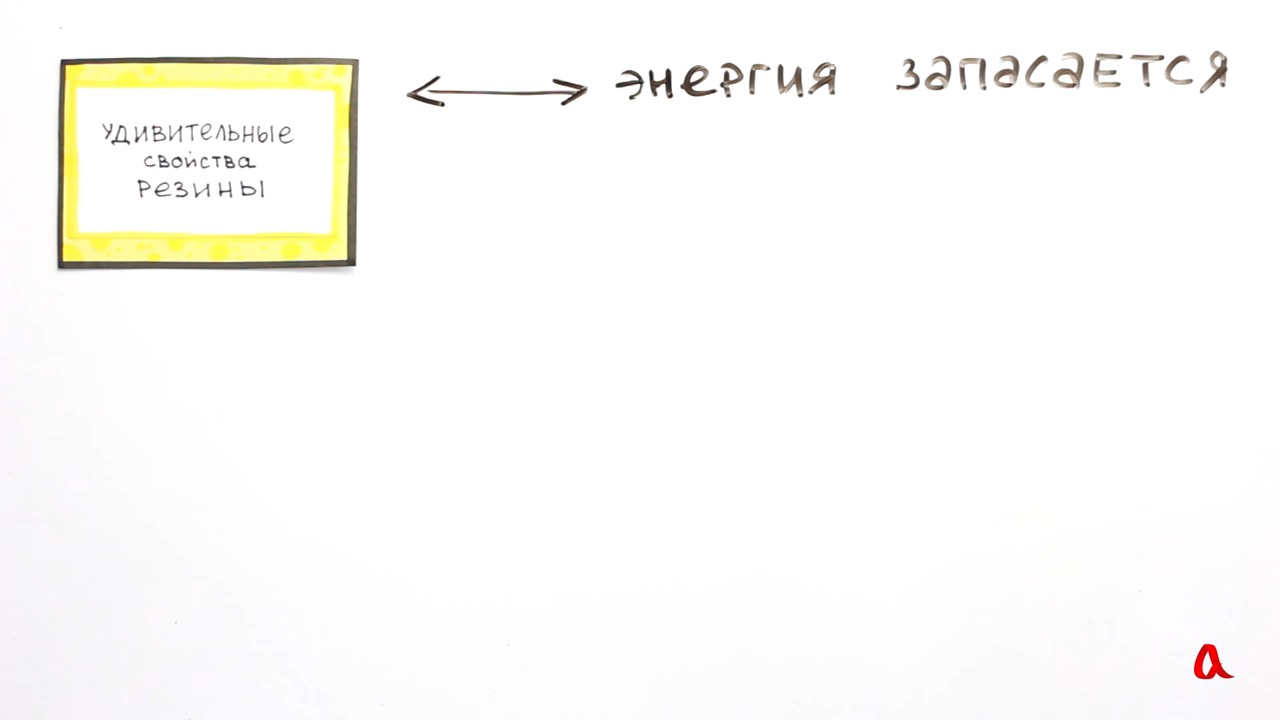 Удивительные
свойства
резины
энергия запасается
a